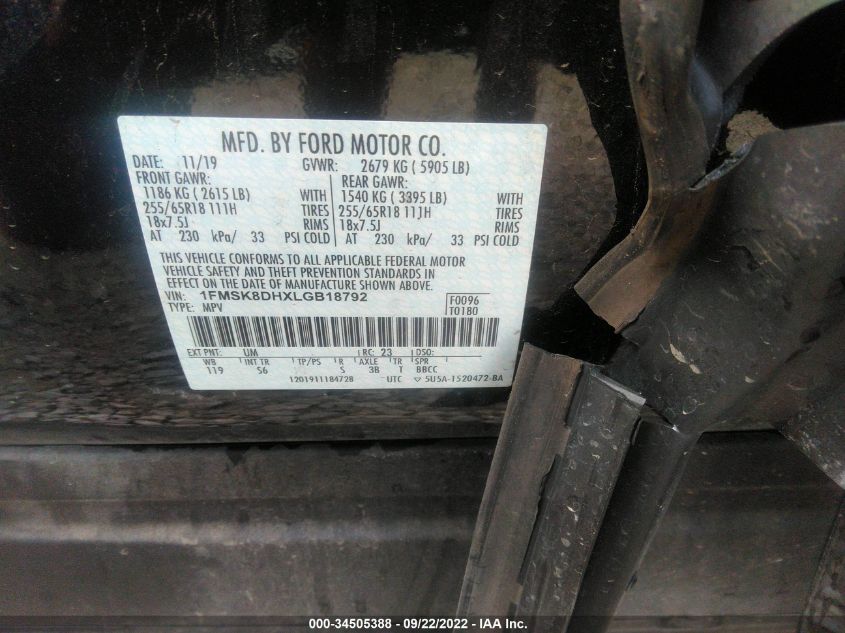 MFD. BY FORD MOTOR CO.
DATE: 11/19 GVWR: 2679 KG ( 5905 LB)
FRONT GAWR: REAR GAWR:
1186 KG ( 2615 LB) WITH 1540 KG ( 3395 LB) WITH
255/65R18 111H TIRES 255/65R18 111H TIRES
18x7.5J RIMS 18x7.5J RIMS
AT 230 kPa/ 33 PSI COLD AT 230 kPa/ 33 PSI COLD
THIS VEHICLE CONFORMS TO ALL APPLICABLE FEDERAL MOTOR
VEHICLE SAFETY AND THEFT PREVENTION STANDARDS IN
EFFECT ON THE DATE OF MANUFACTURE SHOWN ABOVE.
VIN: 1FMSK8DHXLGB18792 F0096
TYPE: MPV T0180
EXT PNT: UM RC: 23 DSO:
WB INT TR TP/PS R AXLE TR SPR
119 S6 S 3B T BBCC
1201911184728 UTC ▽ 5U5A-1520472-BA
000-34505388 - 09/22/2022 - IAA Inc.